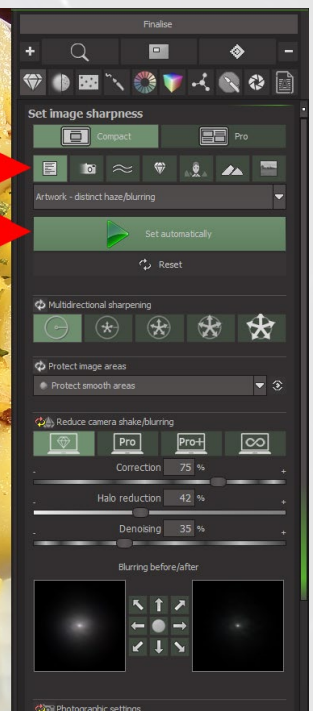 Finalise
Set image sharpness
Compact
Pro
Artwork - distinct haze/blurring
Set automatically
Reset
Multidirectional sharpening
Protect image areas
Protect smooth areas
Reduce camera shake/blurring
Pro
Pro+
Correction 75 %
Halo reduction 42 %
Denoising 35 %
Blurring before/after
Photographic settings